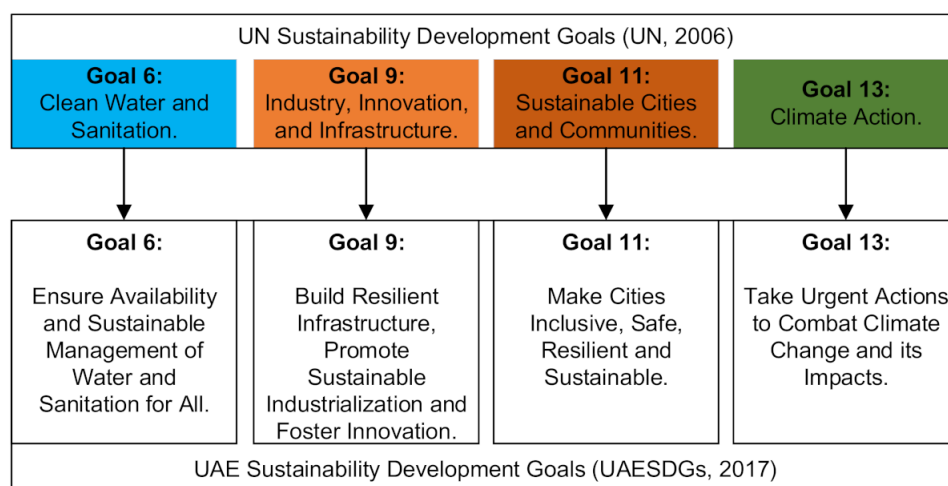 UN Sustainability Development Goals (UN, 2006)
Goal 6:
Clean Water and
Sanitation.
Goal 9:
Industry, Innovation,
and Infrastructure.
Goal 11:
Sustainable Cities
and Communities.
Goal 13:
Climate Action.
Goal 6:
Ensure Availability
and Sustainable
Management of
Water and
Sanitation for All.
Goal 9:
Build Resilient
Infrastructure,
Promote
Sustainable
Industrialization and
Foster Innovation.
Goal 11:
Make Cities
Inclusive, Safe,
Resilient and
Sustainable.
Goal 13:
Take Urgent Actions
to Combat Climate
Change and its
Impacts.
UAE Sustainability Development Goals (UAESDGs, 2017)